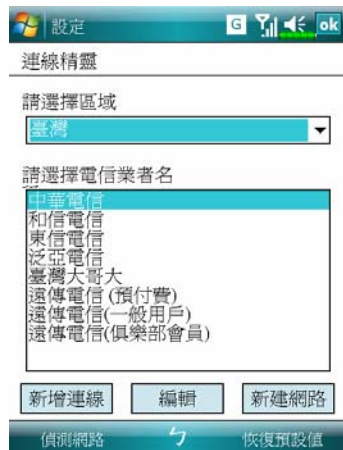 設定 G ok
連線精靈
請選擇區域
臺灣
請選擇電信業者名
中華電信
和信電信
東信電信
泛亞電信
臺灣大哥大
遠傳電信 (預付費)
遠傳電信(一般用戶)
遠傳電信(俱樂部會員)
新增連線 編輯 新建網路
偵測網路 ㄅ 恢復預設值